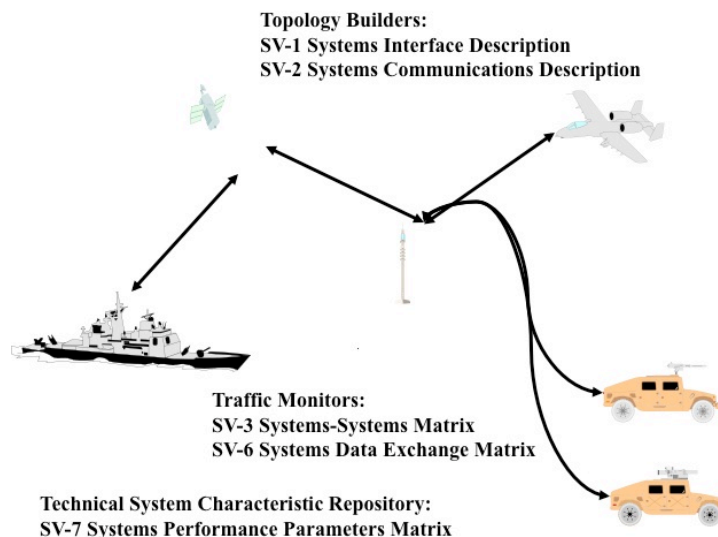 Topology Builders:
SV-1 Systems Interface Description
SV-2 Systems Communications Description
Traffic Monitors:
SV-3 Systems-Systems Matrix
SV-6 Systems Data Exchange Matrix
Technical System Characteristic Repository:
SV-7 Systems Performance Parameters Matrix